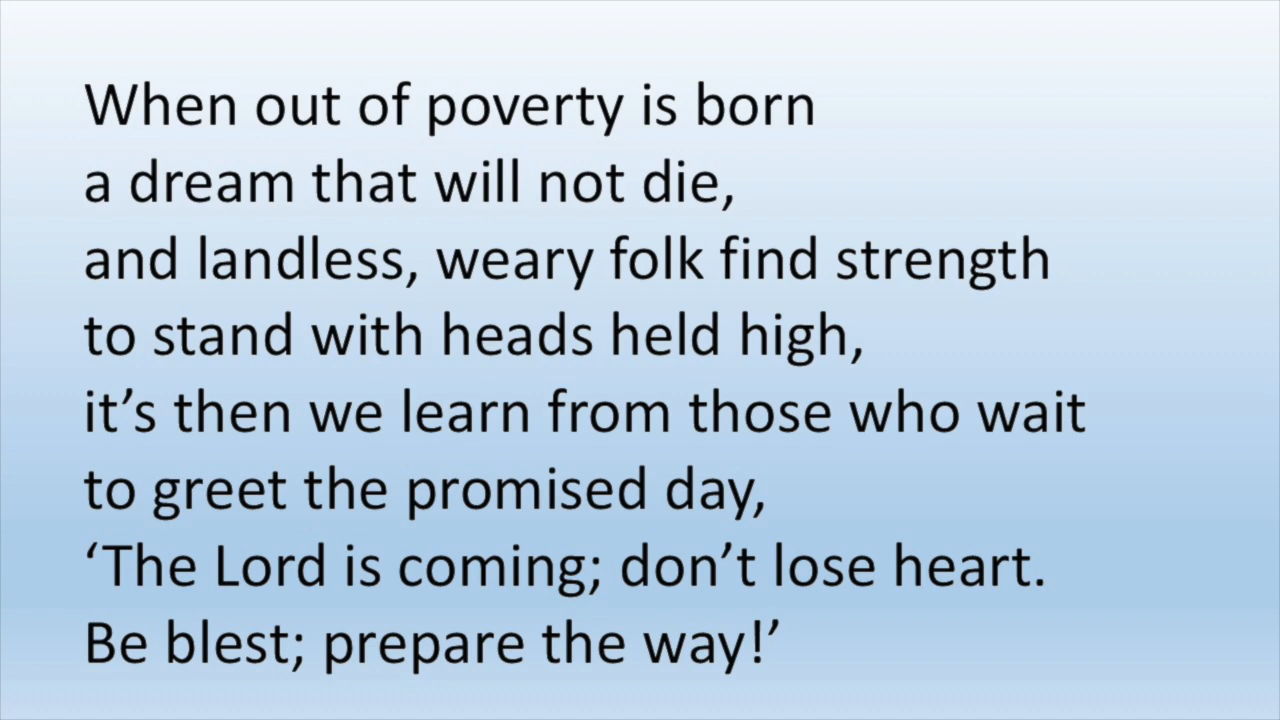 When out of poverty is born
a dream that will not die,
and landless, weary folk find strength
to stand with heads held high,
it’s then we learn from those who wait
to greet the promised day,
‘The Lord is coming; don’t lose heart.
Be blest; prepare the way!’